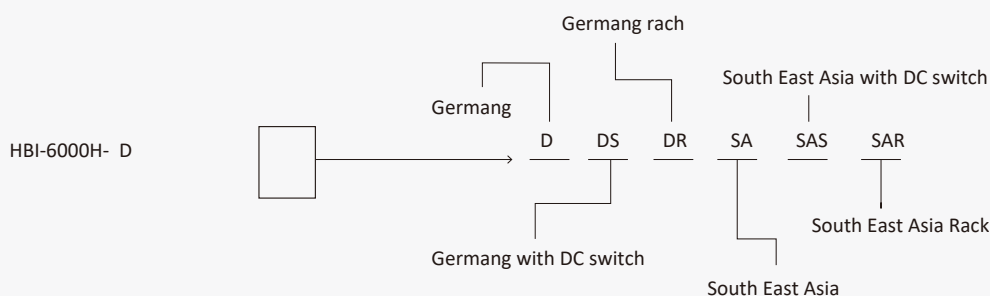 Germang rach
South East Asia with DC switch
Germang
HBI-6000H- D
D DS DR SA SAS SAR
South East Asia Rack
Germang with DC switch
South East Asia